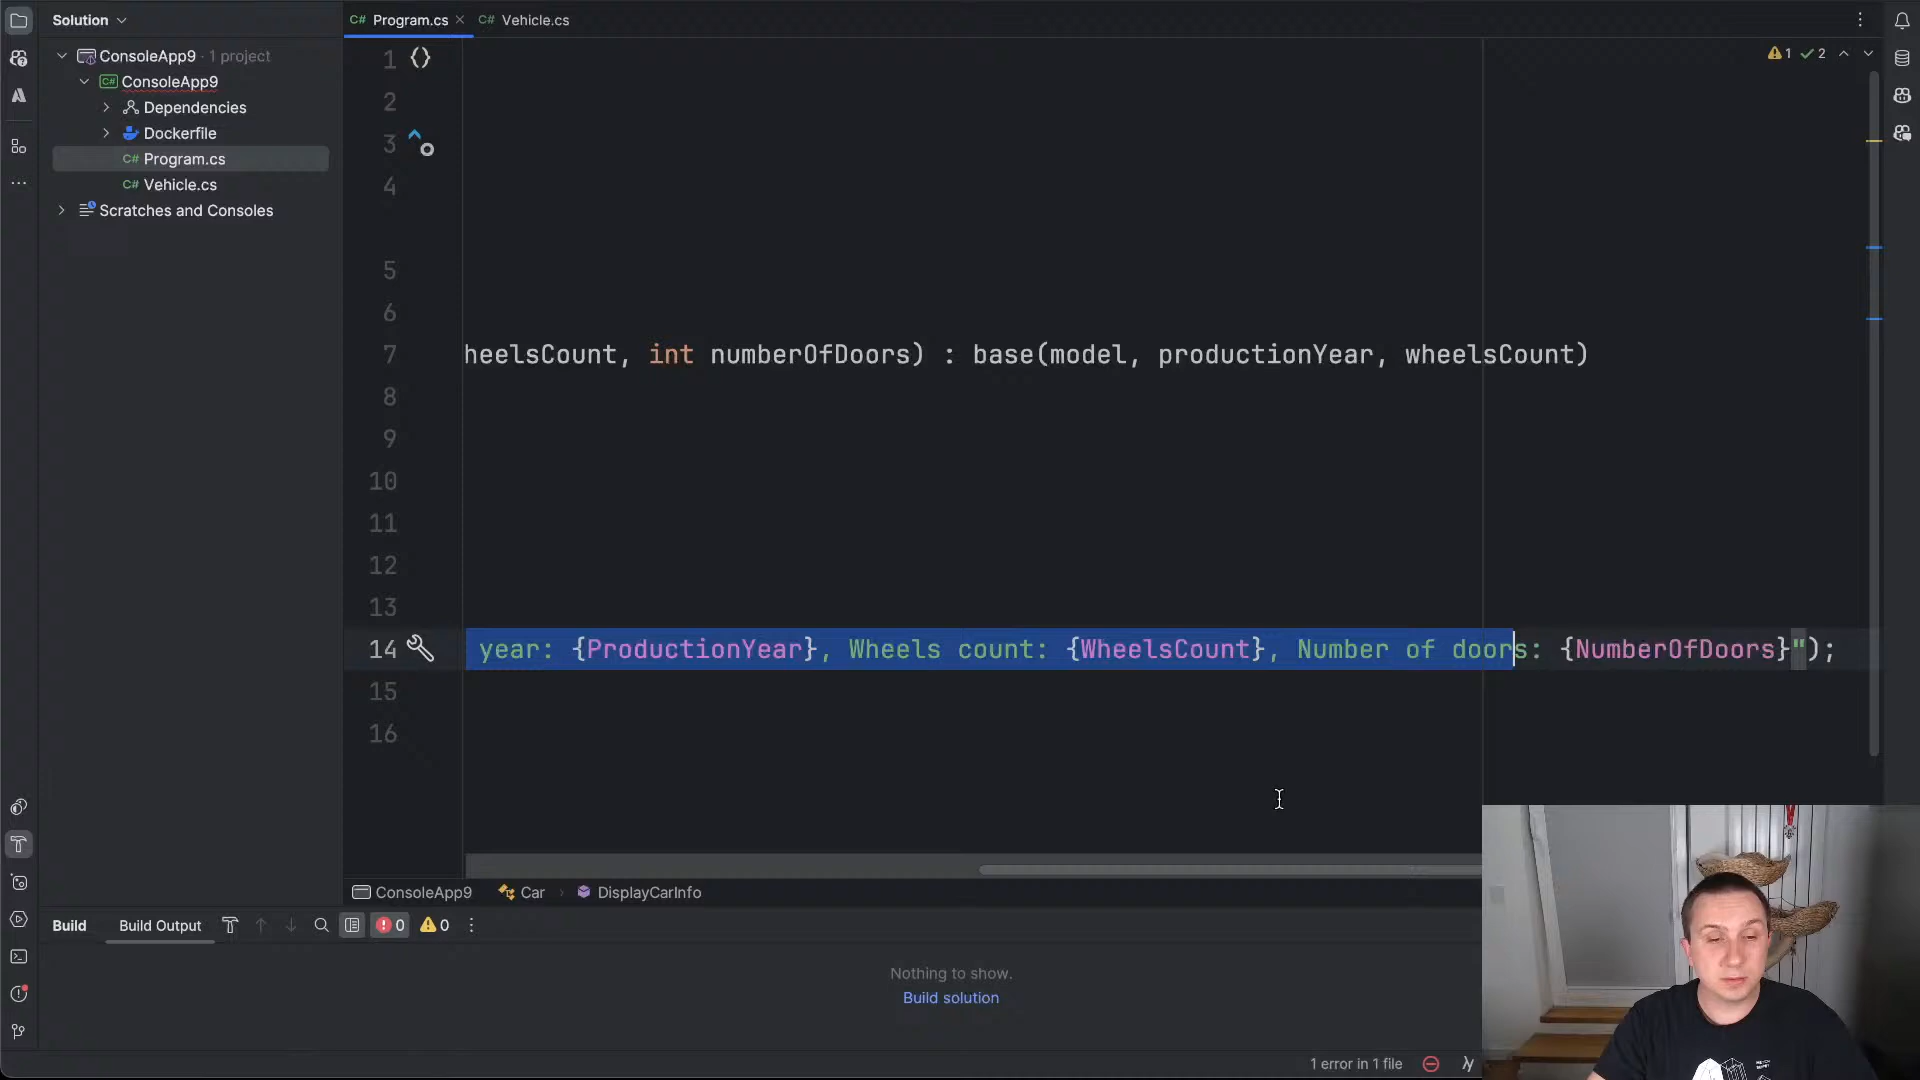 Solution
C# Program.cs
C# Vehicle.cs
ConsoleApp9 · 1 project
C# ConsoleApp9
Dependencies
Dockerfile
C# Program.cs
C# Vehicle.cs
Scratches and Consoles
1 {}
2
3
4
5
6
7 heelsCount, int numberOfDoors) : base(model, productionYear, wheelsCount)
8
9
10
11
12
13
14 year: {ProductionYear}, Wheels count: {WheelsCount}, Number of doors: {NumberOfDoors}");
15
16
1 2
ConsoleApp9 Car DisplayCarInfo
Build Build Output 0 0
Nothing to show.
Build solution
1 error in 1 file